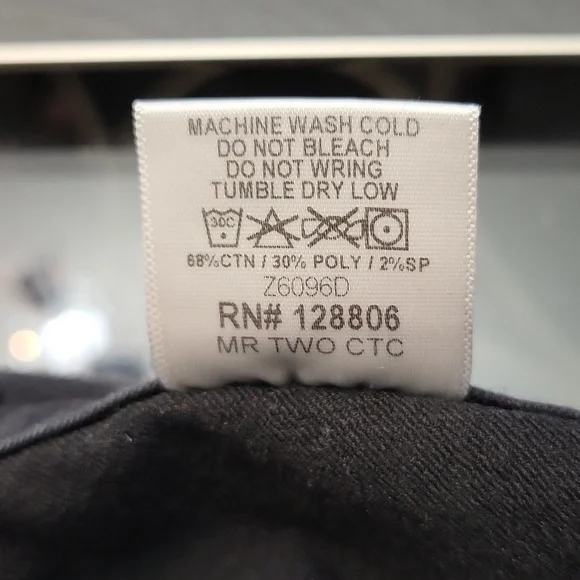 MACHINE WASH COLD
DO NOT BLEACH
DO NOT WRING
TUMBLE DRY LOW
30C
68%CTN / 30% POLY / 2%SP
Z6096D
RN# 128806
MR TWO CTC